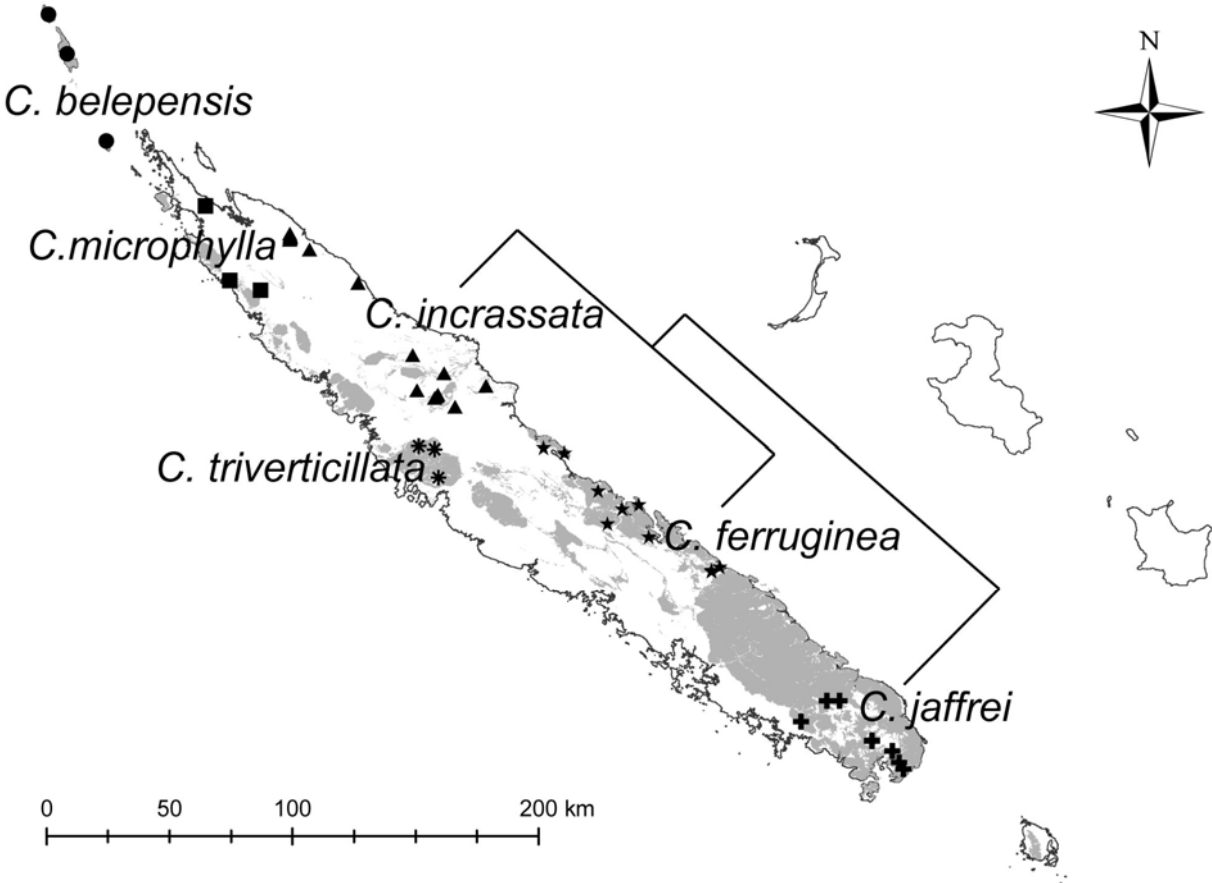 N
C. belepensis
C.microphylla
C. incrassata
C. triverticillata
C. ferruginea
C. jaffrei
0 50 100 200 km